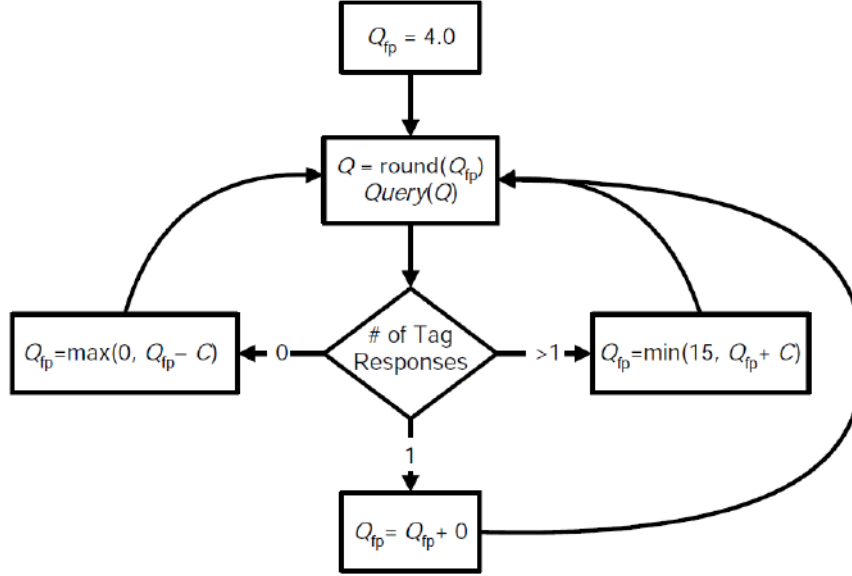 Q_fp = 4.0
Q = round(Q_fp)
Query(Q)
# of Tag
Responses
0
>1
1
Q_fp=max(0, Q_fp− C)
Q_fp=min(15, Q_fp+ C)
Q_fp= Q_fp+ 0